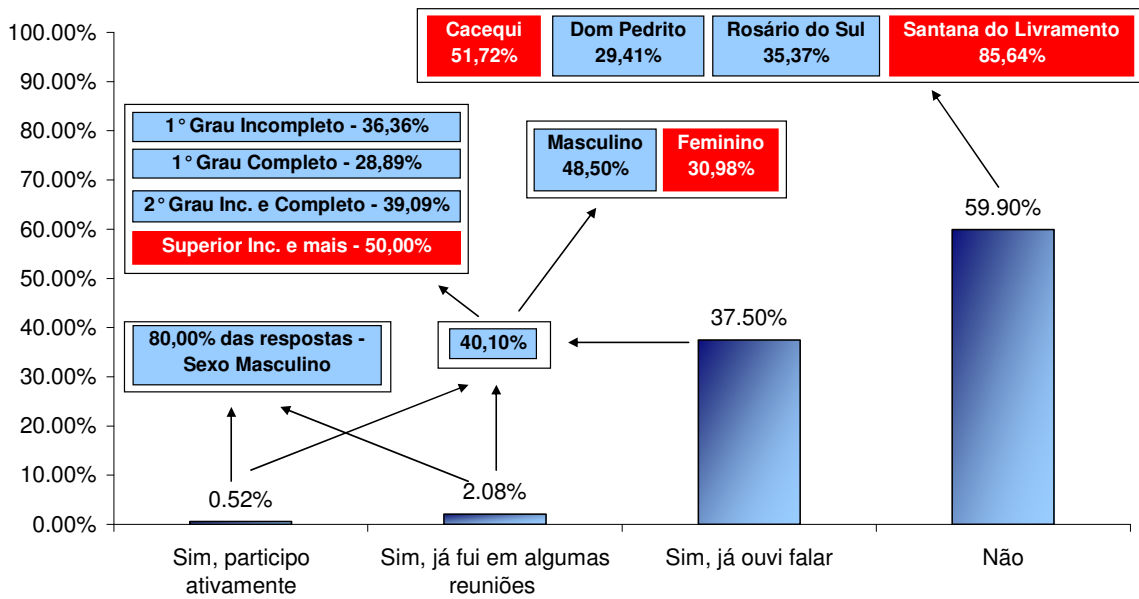 100.00%
90.00%
80.00%
70.00%
60.00%
50.00%
40.00%
30.00%
20.00%
10.00%
0.00%
Cacequi
51,72%
Dom Pedrito
29,41%
Rosário do Sul
35,37%
Santana do Livramento
85,64%
1° Grau Incompleto - 36,36%
1° Grau Completo - 28,89%
2° Grau Inc. e Completo - 39,09%
Superior Inc. e mais - 50,00%
Masculino
48,50%
Feminino
30,98%
80,00% das respostas -
Sexo Masculino
40,10%
0.52%
2.08%
37.50%
59.90%
Sim, participo
ativamente
Sim, já fui em algumas
reuniões
Sim, já ouvi falar
Não